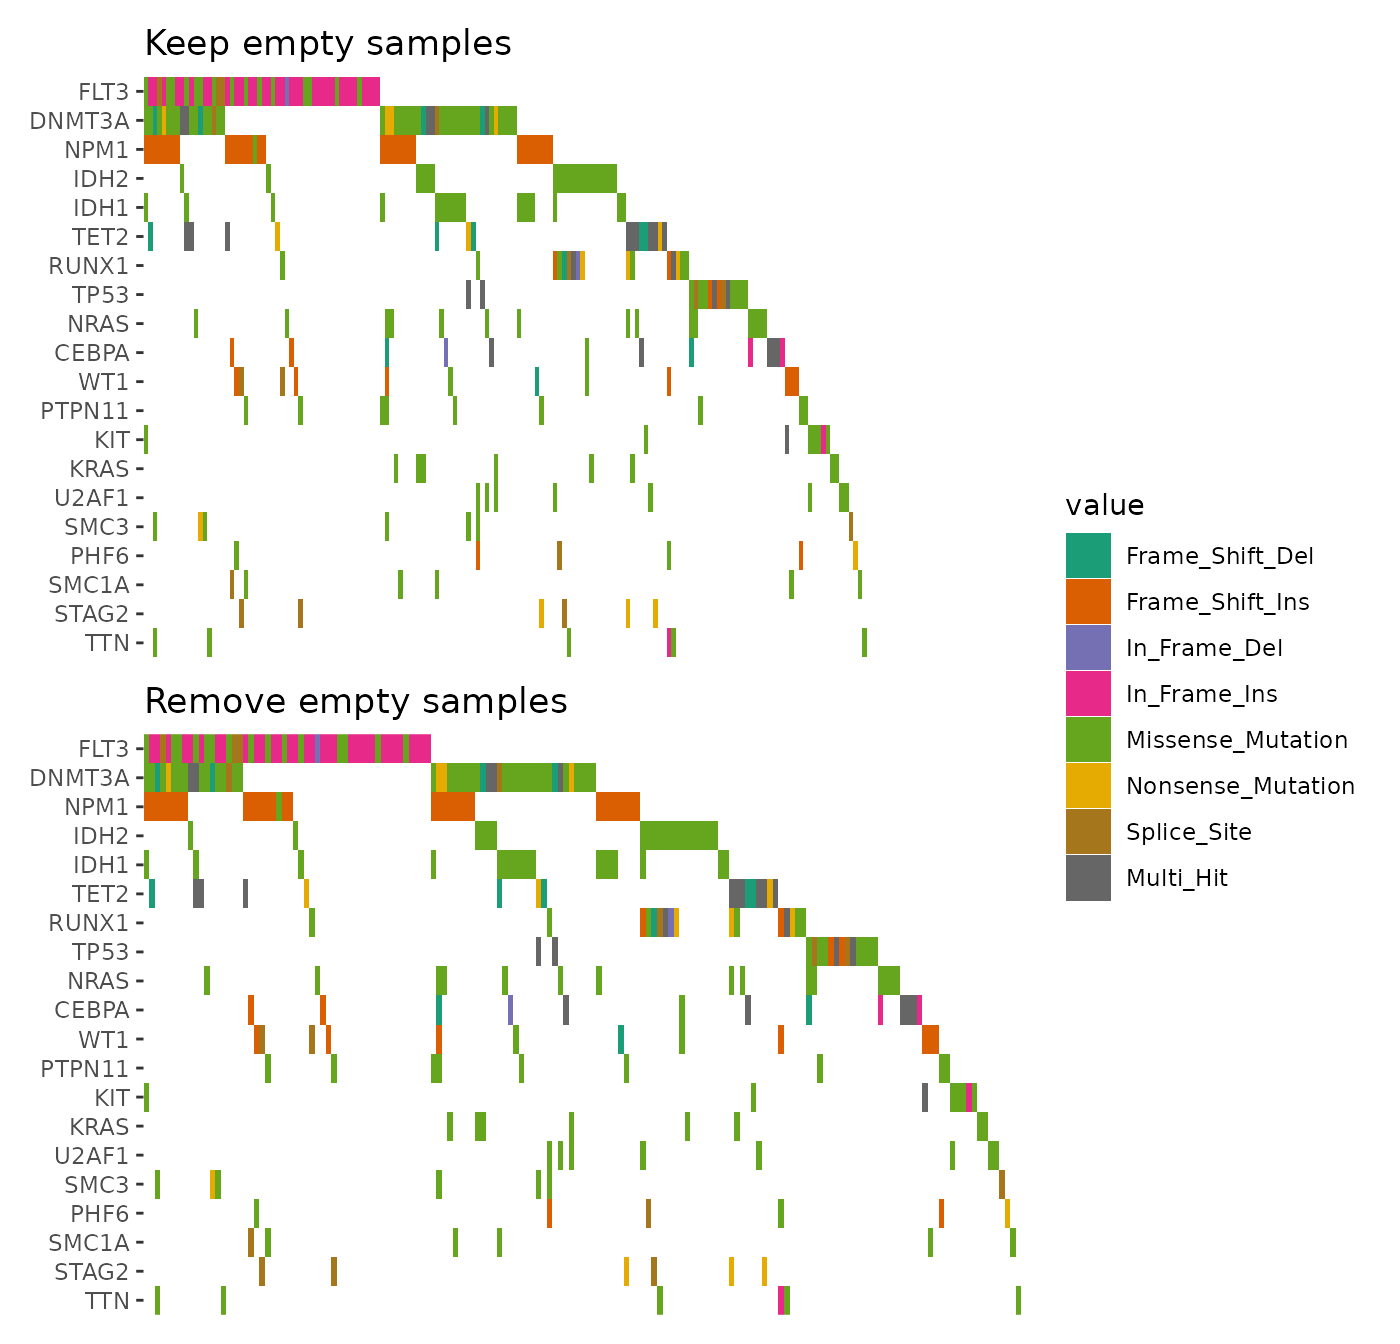 Keep empty samples
FLT3
DNMT3A
NPM1
IDH2
IDH1
TET2
RUNX1
TP53
NRAS
CEBPA
WT1
PTPN11
KIT
KRAS
U2AF1
SMC3
PHF6
SMC1A
STAG2
TTN
Remove empty samples
FLT3
DNMT3A
NPM1
IDH2
IDH1
TET2
RUNX1
TP53
NRAS
CEBPA
WT1
PTPN11
KIT
KRAS
U2AF1
SMC3
PHF6
SMC1A
STAG2
TTN
value
Frame_Shift_Del
Frame_Shift_Ins
In_Frame_Del
In_Frame_Ins
Missense_Mutation
Nonsense_Mutation
Splice_Site
Multi_Hit